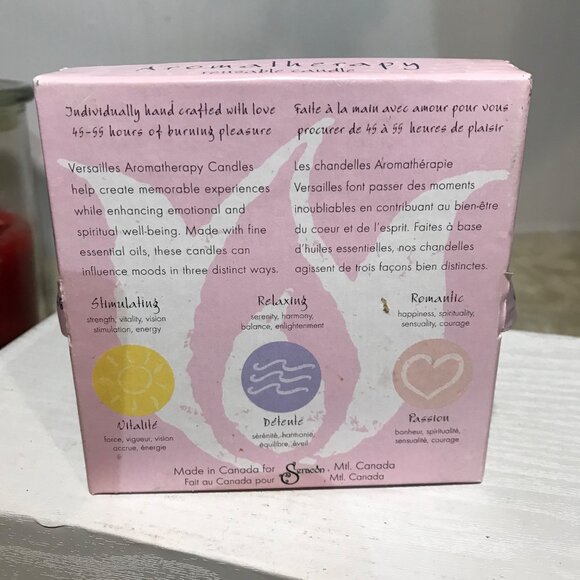 Aromatherapy
reusable candle
Individually hand crafted with love
45-55 hours of burning pleasure
Faite à la main avec amour pour vous
procurer de 45 à 55 heures de plaisir
Versailles Aromatherapy Candles
help create memorable experiences
while enhancing emotional and
spiritual well-being. Made with fine
essential oils, these candles can
influence moods in three distinct ways.
Les chandelles Aromathérapie
Versailles font passer des moments
inoubliables en contribuant au bien-être
du coeur et de l'esprit. Faites à base
d'huiles essentielles, nos chandelles
agissent de trois façons bien distinctes.
Stimulating
strength, vitality, vision
stimulation, energy
Relaxing
serenity, harmony,
balance, enlightenment
Romantic
happiness, spirituality,
sensuality, courage
Vitalité
force, vigueur, vision
accrue, énergie
Détente
sérénité, harmonie,
équilibre, éveil
Passion
bonheur, spiritualité,
sensualité, courage
Made in Canada for
Fait au Canada pour
, Mtl. Canada
, Mtl. Canada